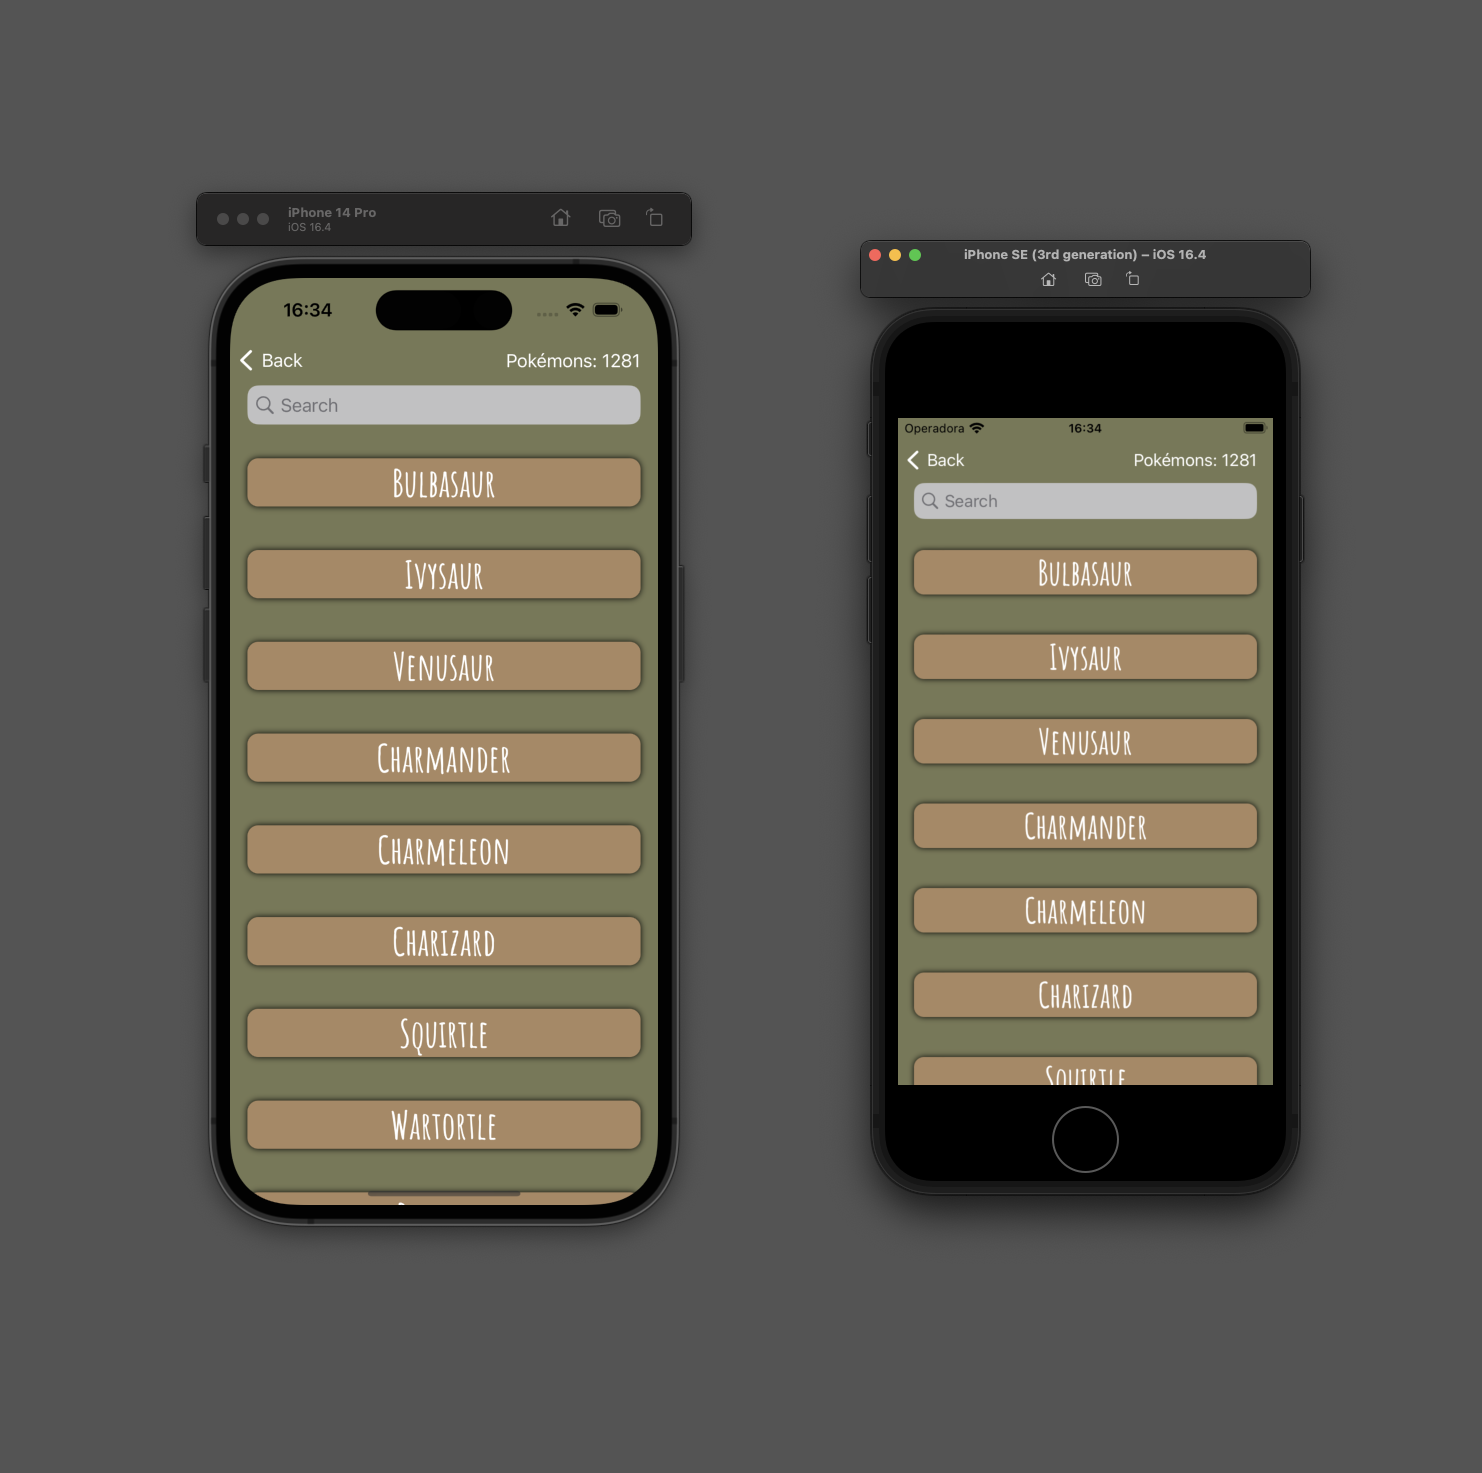 iPhone 14 Pro
iOS 16.4
16:34
Back
Pokémons: 1281
Search
Bulbasaur
Ivysaur
Venusaur
Charmander
Charmeleon
Charizard
Squirtle
Wartortle
iPhone SE (3rd generation) – iOS 16.4
Operadora
16:34
Back
Pokémons: 1281
Search
Bulbasaur
Ivysaur
Venusaur
Charmander
Charmeleon
Charizard
Squirtle